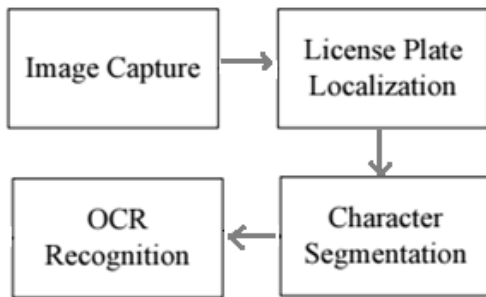 Image Capture
License Plate
Localization
Character
Segmentation
OCR
Recognition